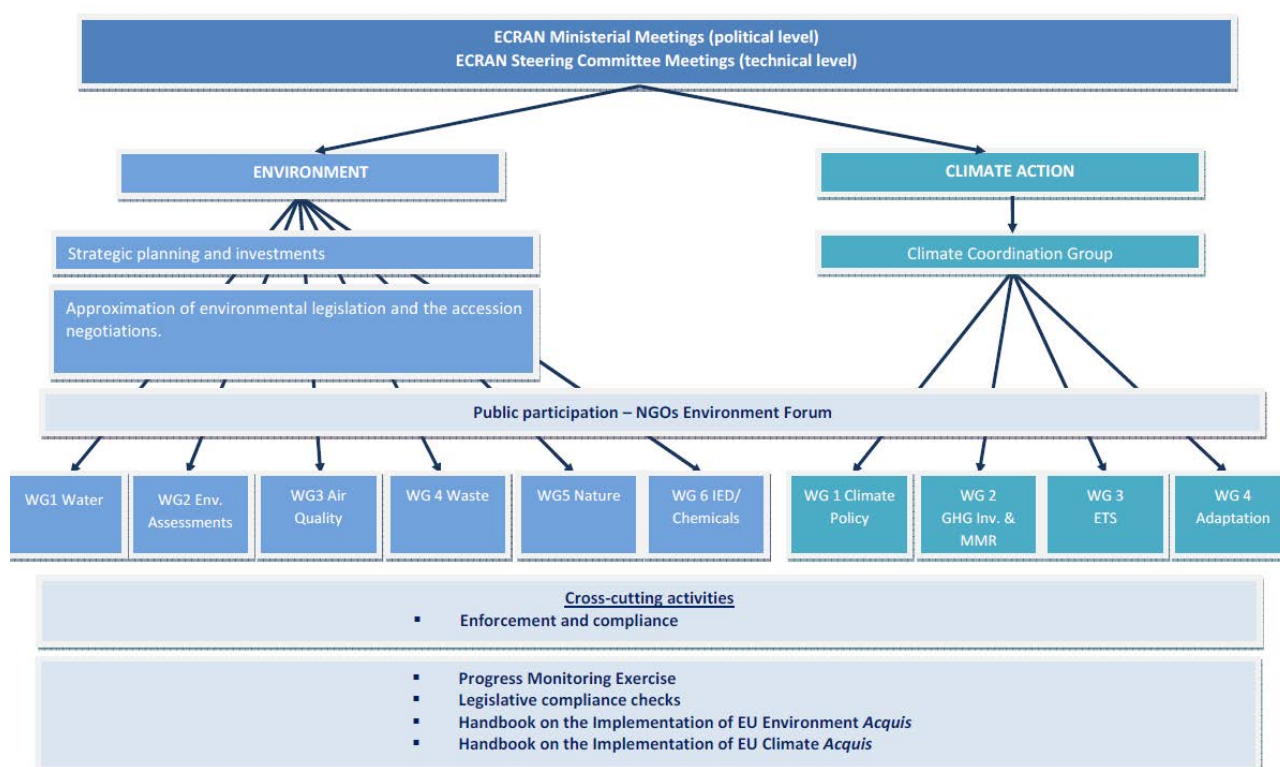 ECRAN Ministerial Meetings (political level)
ECRAN Steering Committee Meetings (technical level)
ENVIRONMENT
CLIMATE ACTION
Strategic planning and investments
Climate Coordination Group
Approximation of environmental legislation and the accession
negotiations.
Public participation – NGOs Environment Forum
WG1 Water
WG2 Env.
Assessments
WG3 Air
Quality
WG 4 Waste
WG5 Nature
WG 6 IED/
Chemicals
WG 1 Climate
Policy
WG 2
GHG Inv. &
MMR
WG 3
ETS
WG 4
Adaptation
Cross-cutting activities
▪ Enforcement and compliance
▪ Progress Monitoring Exercise
▪ Legislative compliance checks
▪ Handbook on the Implementation of EU Environment Acquis
▪ Handbook on the Implementation of EU Climate Acquis